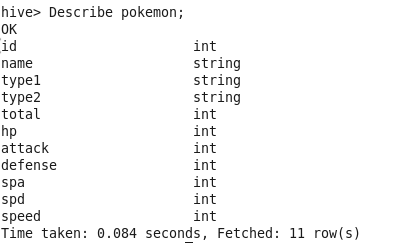 hive> Describe pokemon;
OK
id                      int
name                    string
type1                   string
type2                   string
total                   int
hp                      int
attack                  int
defense                 int
spa                     int
spd                     int
speed                   int
Time taken: 0.084 seconds, Fetched: 11 row(s)